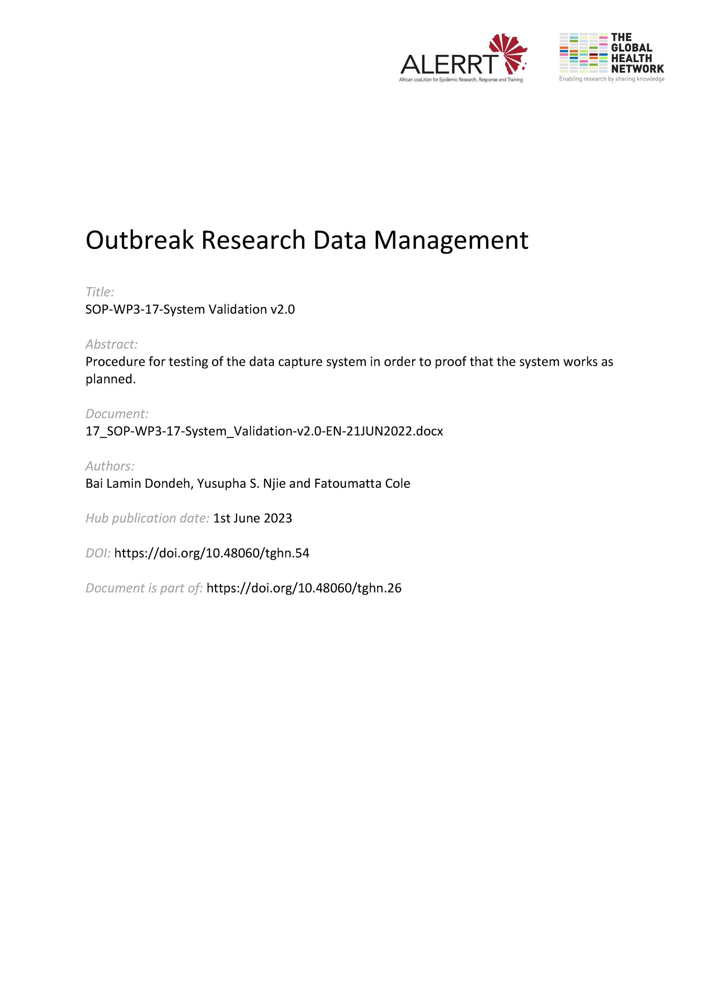 ALERRT
African coaLition for Epidemic Research, Response and Training
THE
GLOBAL
HEALTH
NETWORK
Enabling research by sharing knowledge
Outbreak Research Data Management
Title:
SOP-WP3-17-System Validation v2.0
Abstract:
Procedure for testing of the data capture system in order to proof that the system works as
planned.
Document:
17_SOP-WP3-17-System_Validation-v2.0-EN-21JUN2022.docx
Authors:
Bai Lamin Dondeh, Yusupha S. Njie and Fatoumatta Cole
Hub publication date: 1st June 2023
DOI: https://doi.org/10.48060/tghn.54
Document is part of: https://doi.org/10.48060/tghn.26